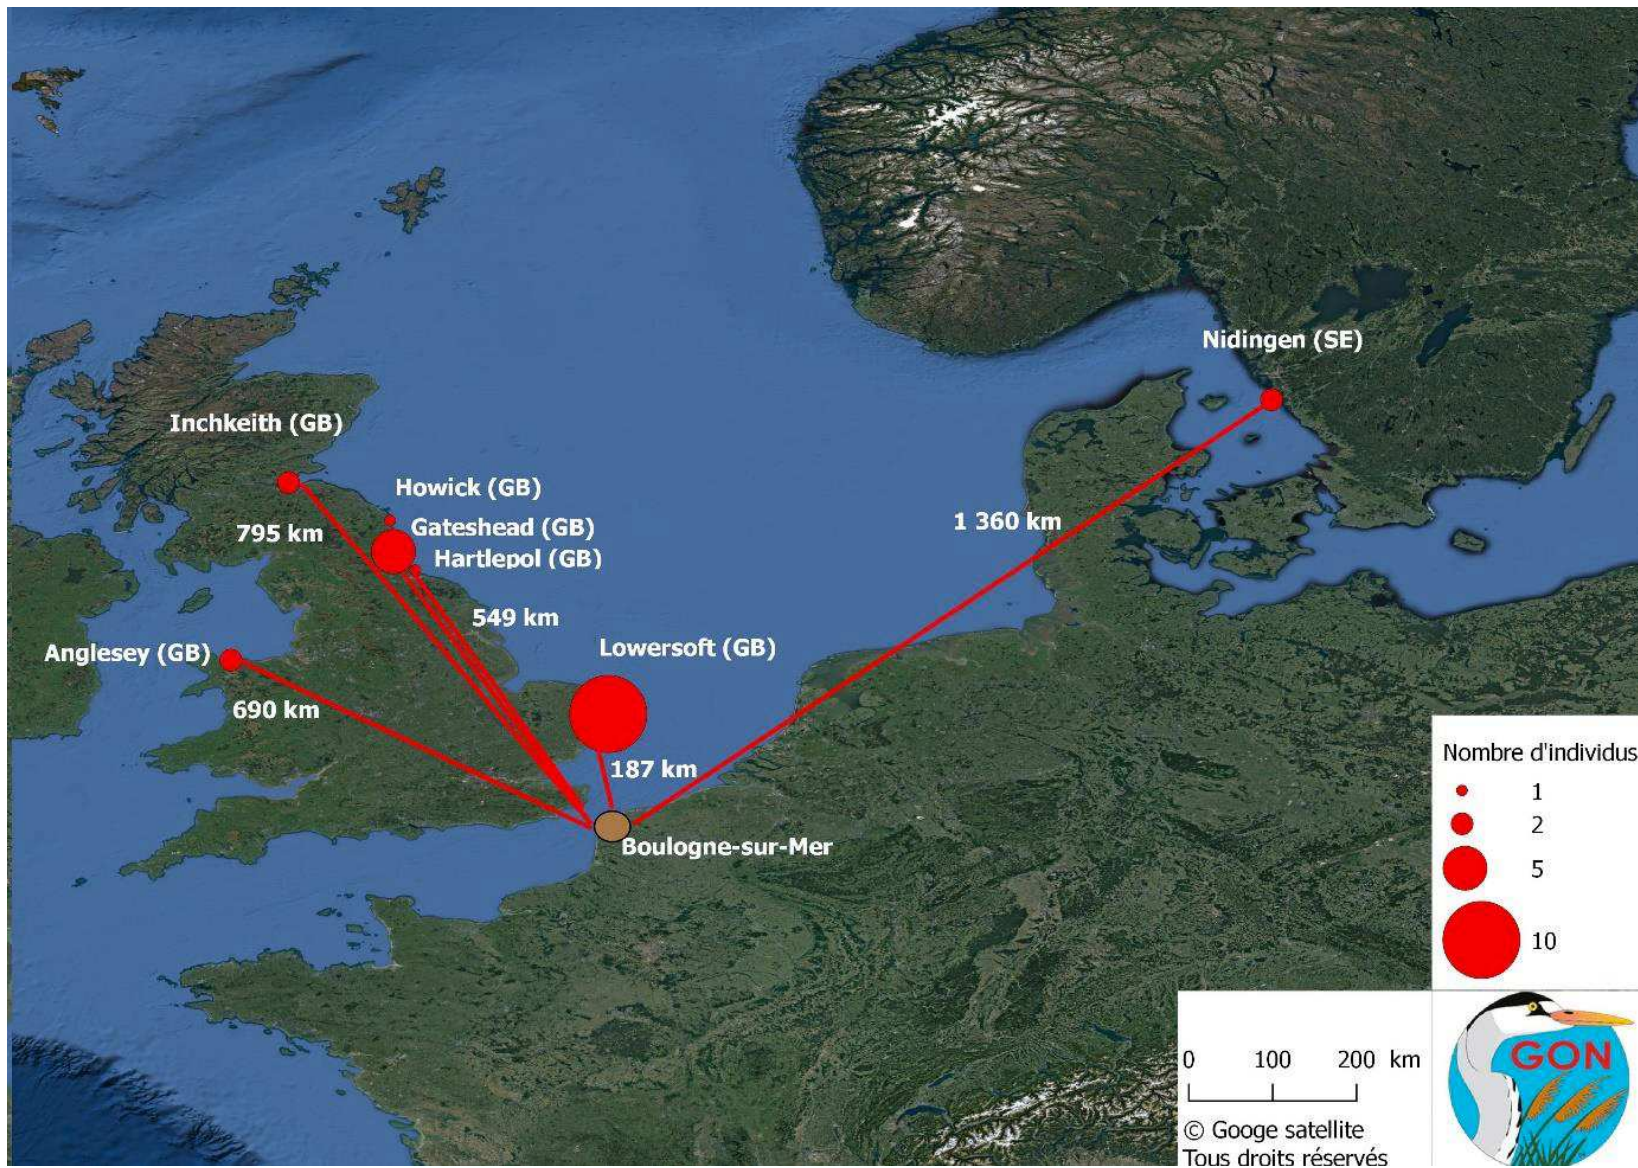 Nidingen (SE)
Inchkeith (GB)
Howick (GB)
Gateshead (GB)
795 km
1 360 km
Hartlepol (GB)
549 km
Lowersoft (GB)
Anglesey (GB)
690 km
187 km
Boulogne-sur-Mer
Nombre d'individus
1
2
5
10
0 100 200 km
© Googe satellite
Tous droits réservés
GON